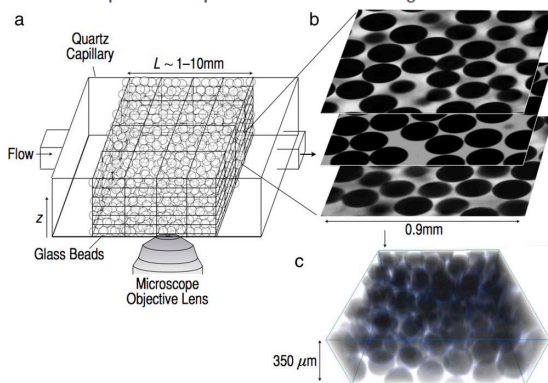 a
Quartz
Capillary
L ~ 1–10mm
Flow
z
Glass Beads
Microscope
Objective Lens
b
0.9mm
c
350 μm